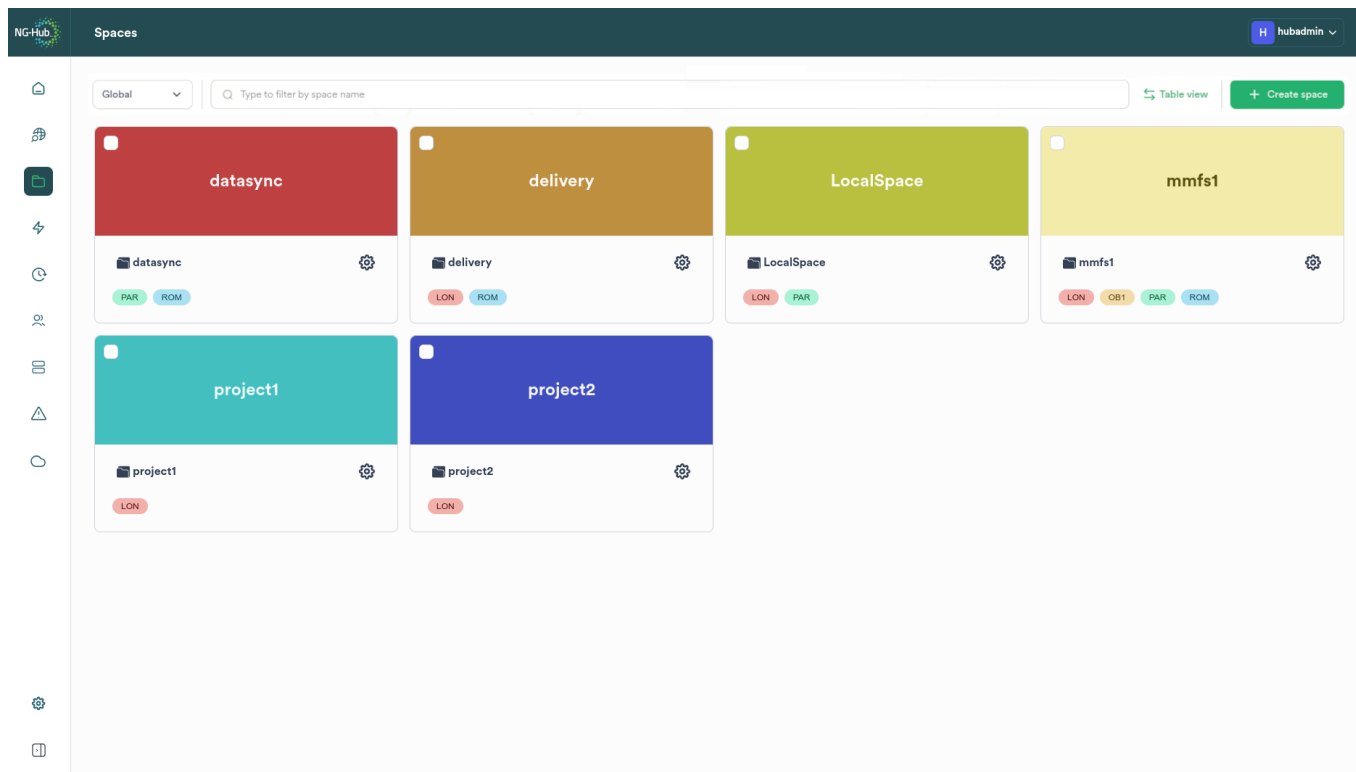 NG-Hub Spaces H hubadmin
Global Type to filter by space name Table view + Create space
datasync delivery LocalSpace mmfs1
datasync delivery LocalSpace mmfs1
PAR ROM LON ROM LON PAR LON OB1 PAR ROM
project1 project2
project1 project2
LON LON